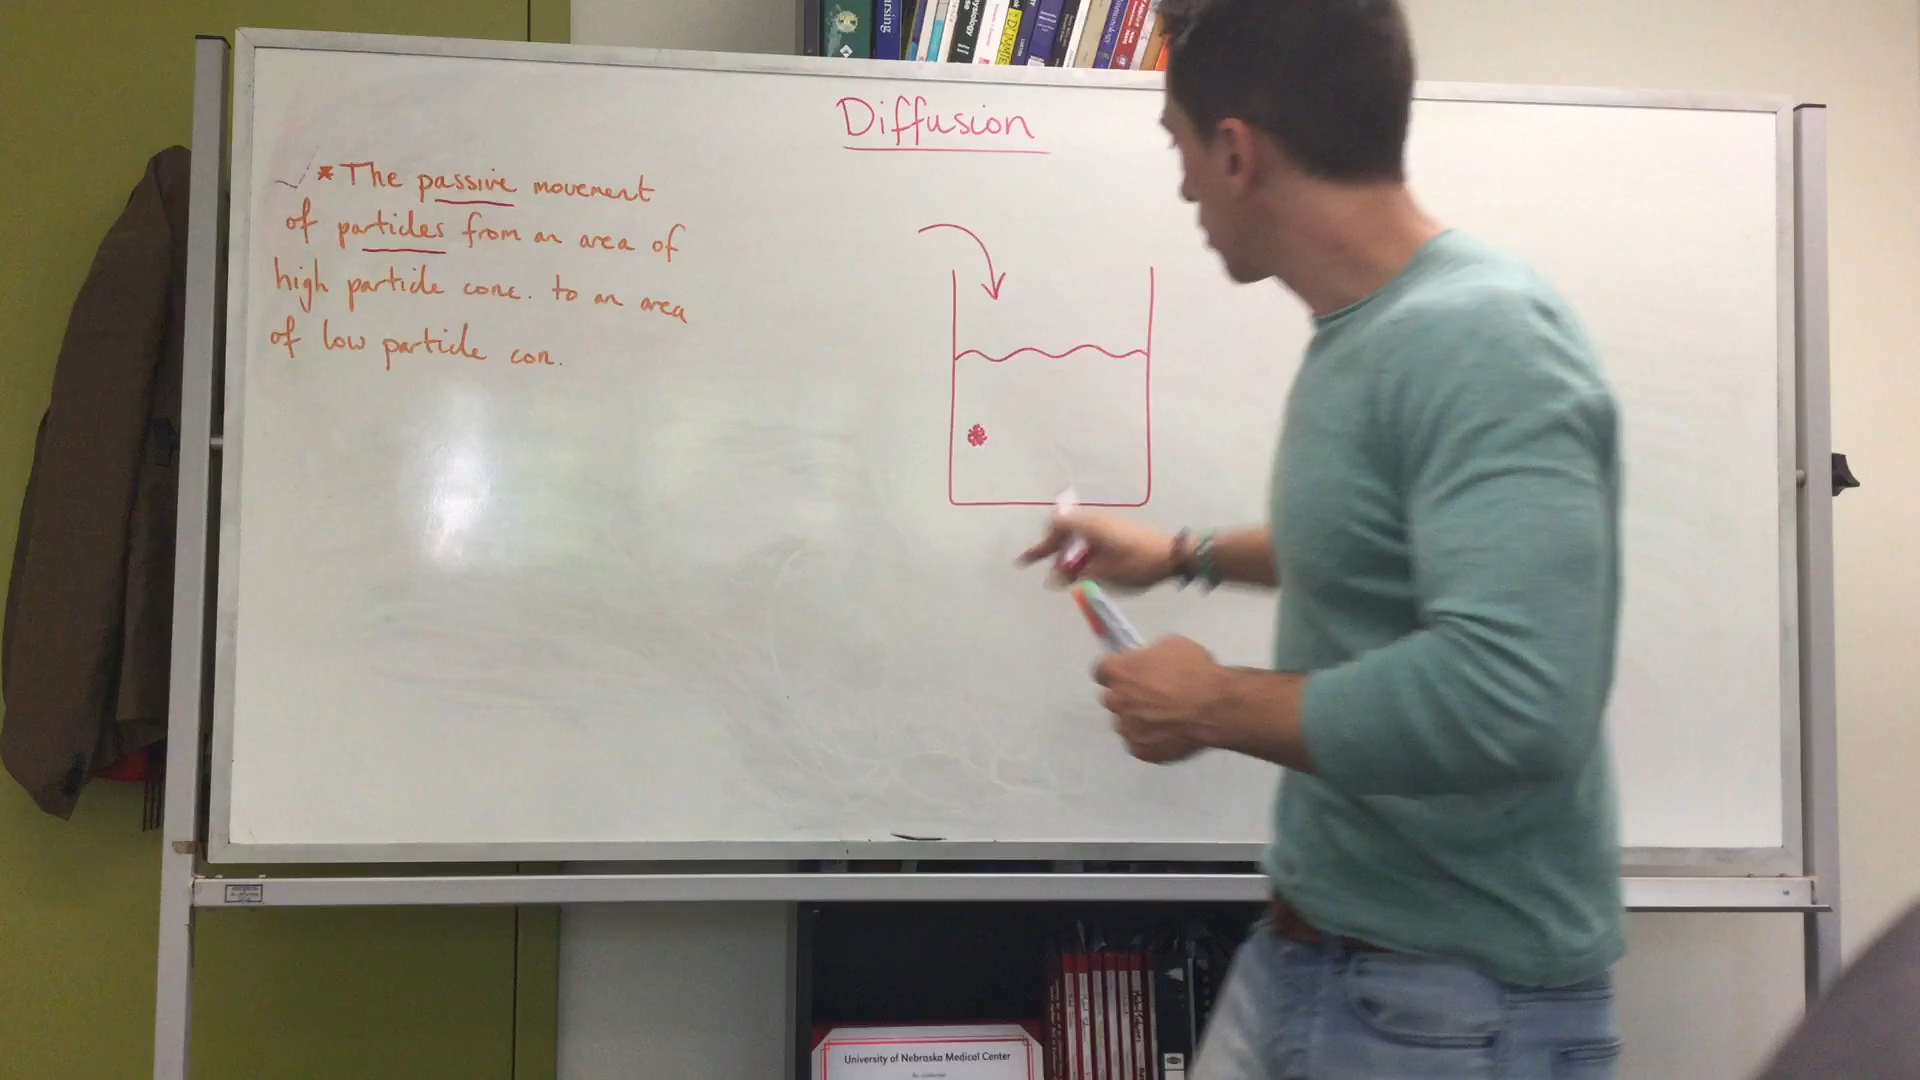 Diffusion
* The passive movement
of particles from an area of
high particle conc. to an area
of low particle con.
University of Nebraska Medical Center